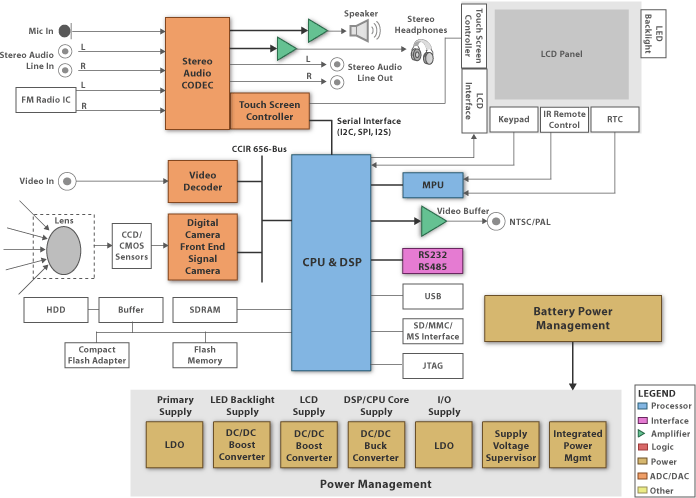 Mic In
Stereo Audio
Line In
FM Radio IC
L
R
L
R
Stereo
Audio
CODEC
Touch Screen
Controller
Speaker
Stereo
Headphones
L
R
Stereo Audio
Line Out
Serial Interface
(I2C, SPI, I2S)
Touch Screen
Controller
LCD
Interface
LCD Panel
LED
Backlight
Keypad
IR Remote
Control
RTC
CCIR 656-Bus
Video In
Video
Decoder
Lens
CCD/
CMOS
Sensors
Digital
Camera
Front End
Signal
Camera
CPU & DSP
MPU
Video Buffer
NTSC/PAL
RS232
RS485
USB
SD/MMC/
MS Interface
JTAG
HDD
Buffer
SDRAM
Compact
Flash Adapter
Flash
Memory
Battery Power
Management
Primary
Supply
LED Backlight
Supply
LCD
Supply
DSP/CPU Core
Supply
I/O
Supply
LDO
DC/DC
Boost
Converter
DC/DC
Boost
Converter
DC/DC
Buck
Converter
LDO
Supply
Voltage
Supervisor
Integrated
Power
Mgmt
Power Management
LEGEND
Processor
Interface
Amplifier
Logic
Power
ADC/DAC
Other